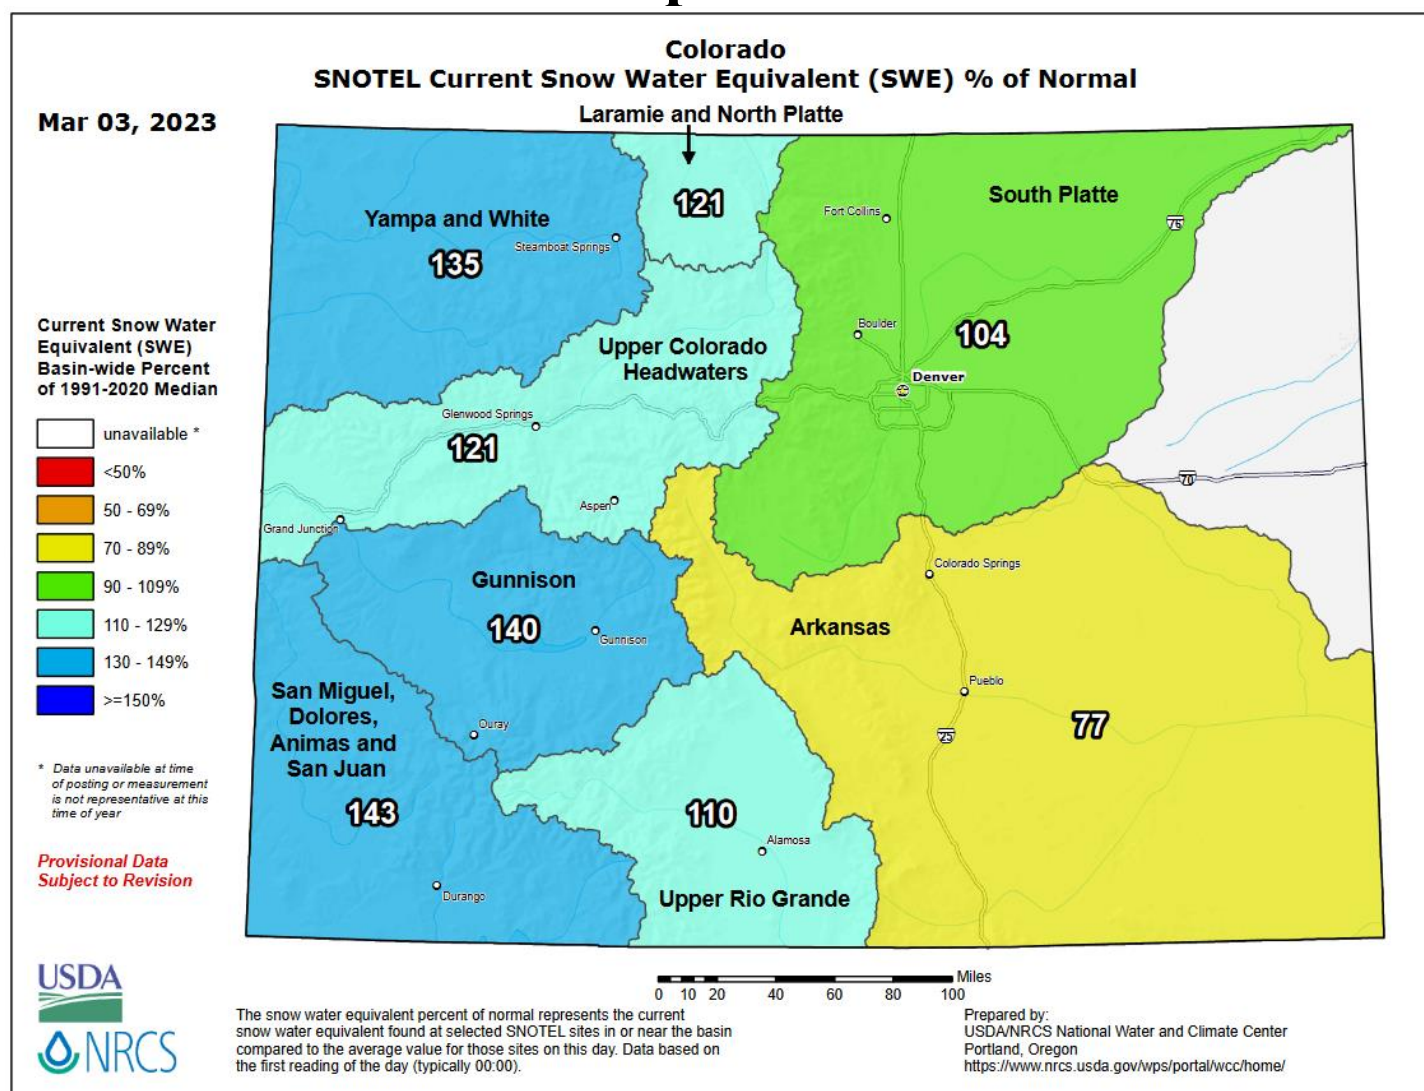 Colorado
SNOTEL Current Snow Water Equivalent (SWE) % of Normal
Mar 03, 2023
Laramie and North Platte
121
Yampa and White
135
Steamboat Springs
South Platte
Fort Collins
76
Boulder
104
Denver
Upper Colorado
Headwaters
Glenwood Springs
121
Aspen
Grand Junction
70
Gunnison
140
Gunnison
Colorado Springs
Arkansas
Pueblo
77
25
San Miguel,
Dolores,
Animas and
San Juan
143
Ouray
Durango
110
Alamosa
Upper Rio Grande
Current Snow Water
Equivalent (SWE)
Basin-wide Percent
of 1991-2020 Median
unavailable *
<50%
50 - 69%
70 - 89%
90 - 109%
110 - 129%
130 - 149%
>=150%
* Data unavailable at time
of posting or measurement
is not representative at this
time of year
Provisional Data
Subject to Revision
USDA
NRCS
Miles
0 10 20 40 60 80 100
The snow water equivalent percent of normal represents the current
snow water equivalent found at selected SNOTEL sites in or near the basin
compared to the average value for those sites on this day. Data based on
the first reading of the day (typically 00:00).
Prepared by:
USDA/NRCS National Water and Climate Center
Portland, Oregon
https://www.nrcs.usda.gov/wps/portal/wcc/home/